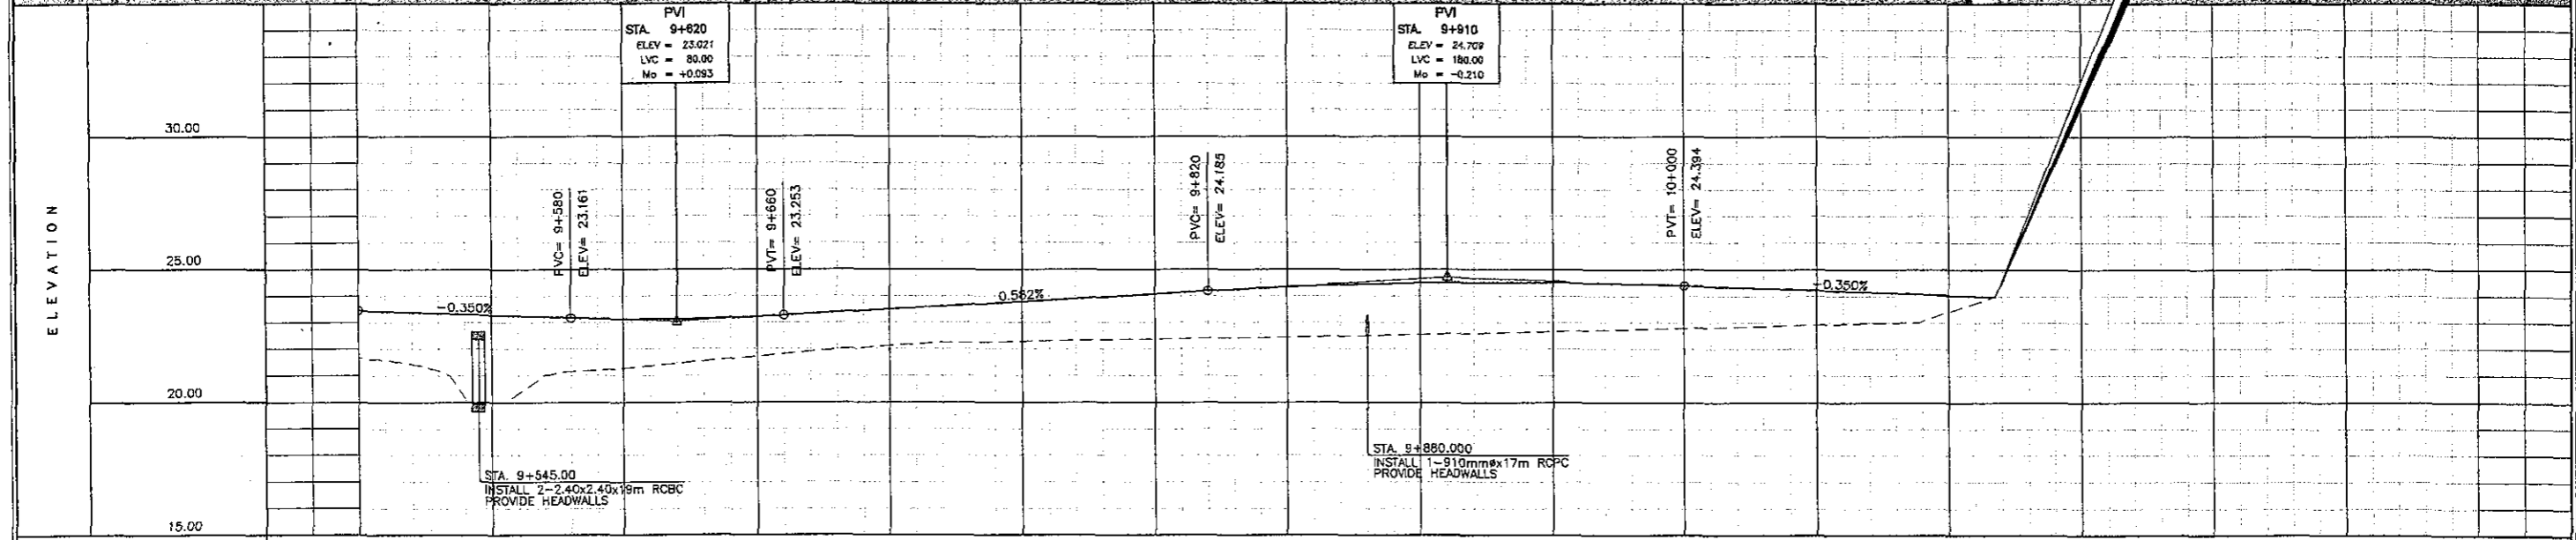 PVI
STA. 9+620
ELEV = 23.021
LVC = 80.00
Mo = +0.093
PVI
STA. 9+910
ELEV = 24.709
LVC = 180.00
Mo = -0.210
ELEVATION
30.00
25.00
20.00
15.00
PVC= 9+580
ELEV= 23.161
PVT= 9+660
ELEV= 23.253
PVC= 9+820
ELEV= 24.185
PVT= 10+000
ELEV= 24.394
-0.350%
0.582%
-0.350%
STA. 9+545.00
INSTALL 2-2.40x2.40x19m RCBC
PROVIDE HEADWALLS
STA. 9+880.000
INSTALL 1-910mmøx17m RCPC
PROVIDE HEADWALLS